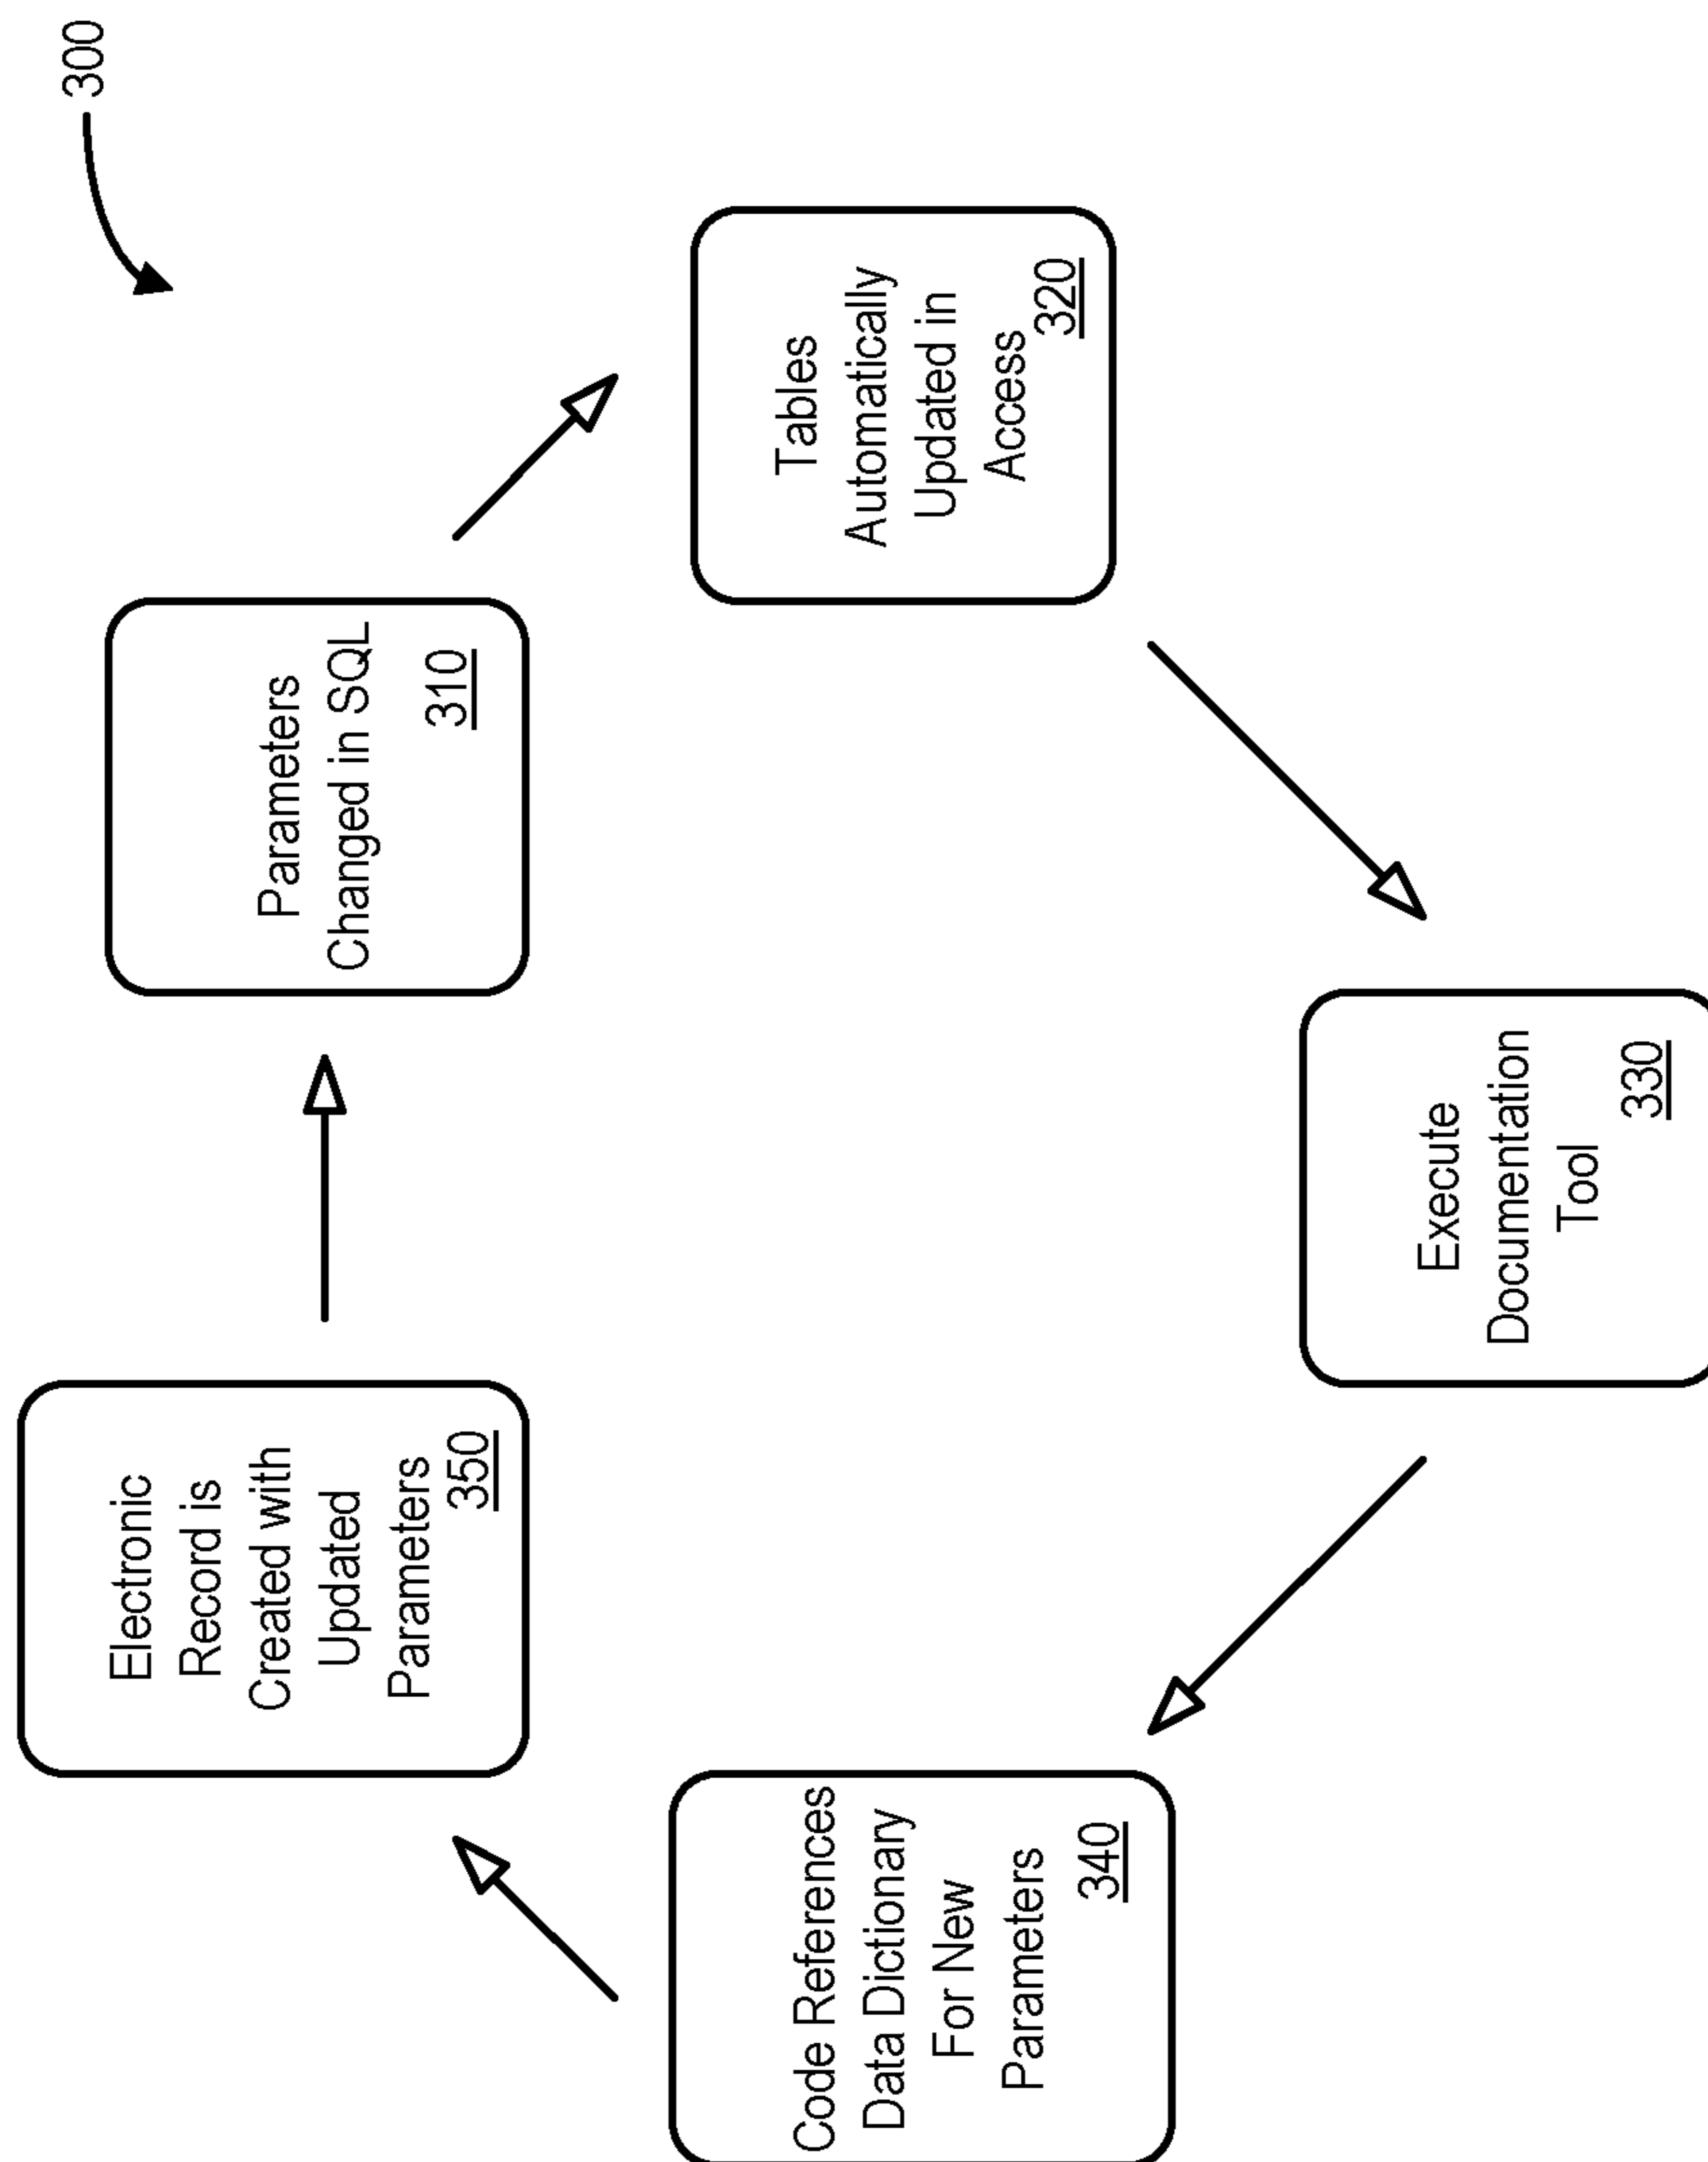 300
Parameters
Changed in SQL
310
Tables
Automatically
Updated in
Access
320
Execute
Documentation
Tool
330
Code References
Data Dictionary
For New
Parameters
340
Electronic
Record is
Created with
Updated
Parameters
350